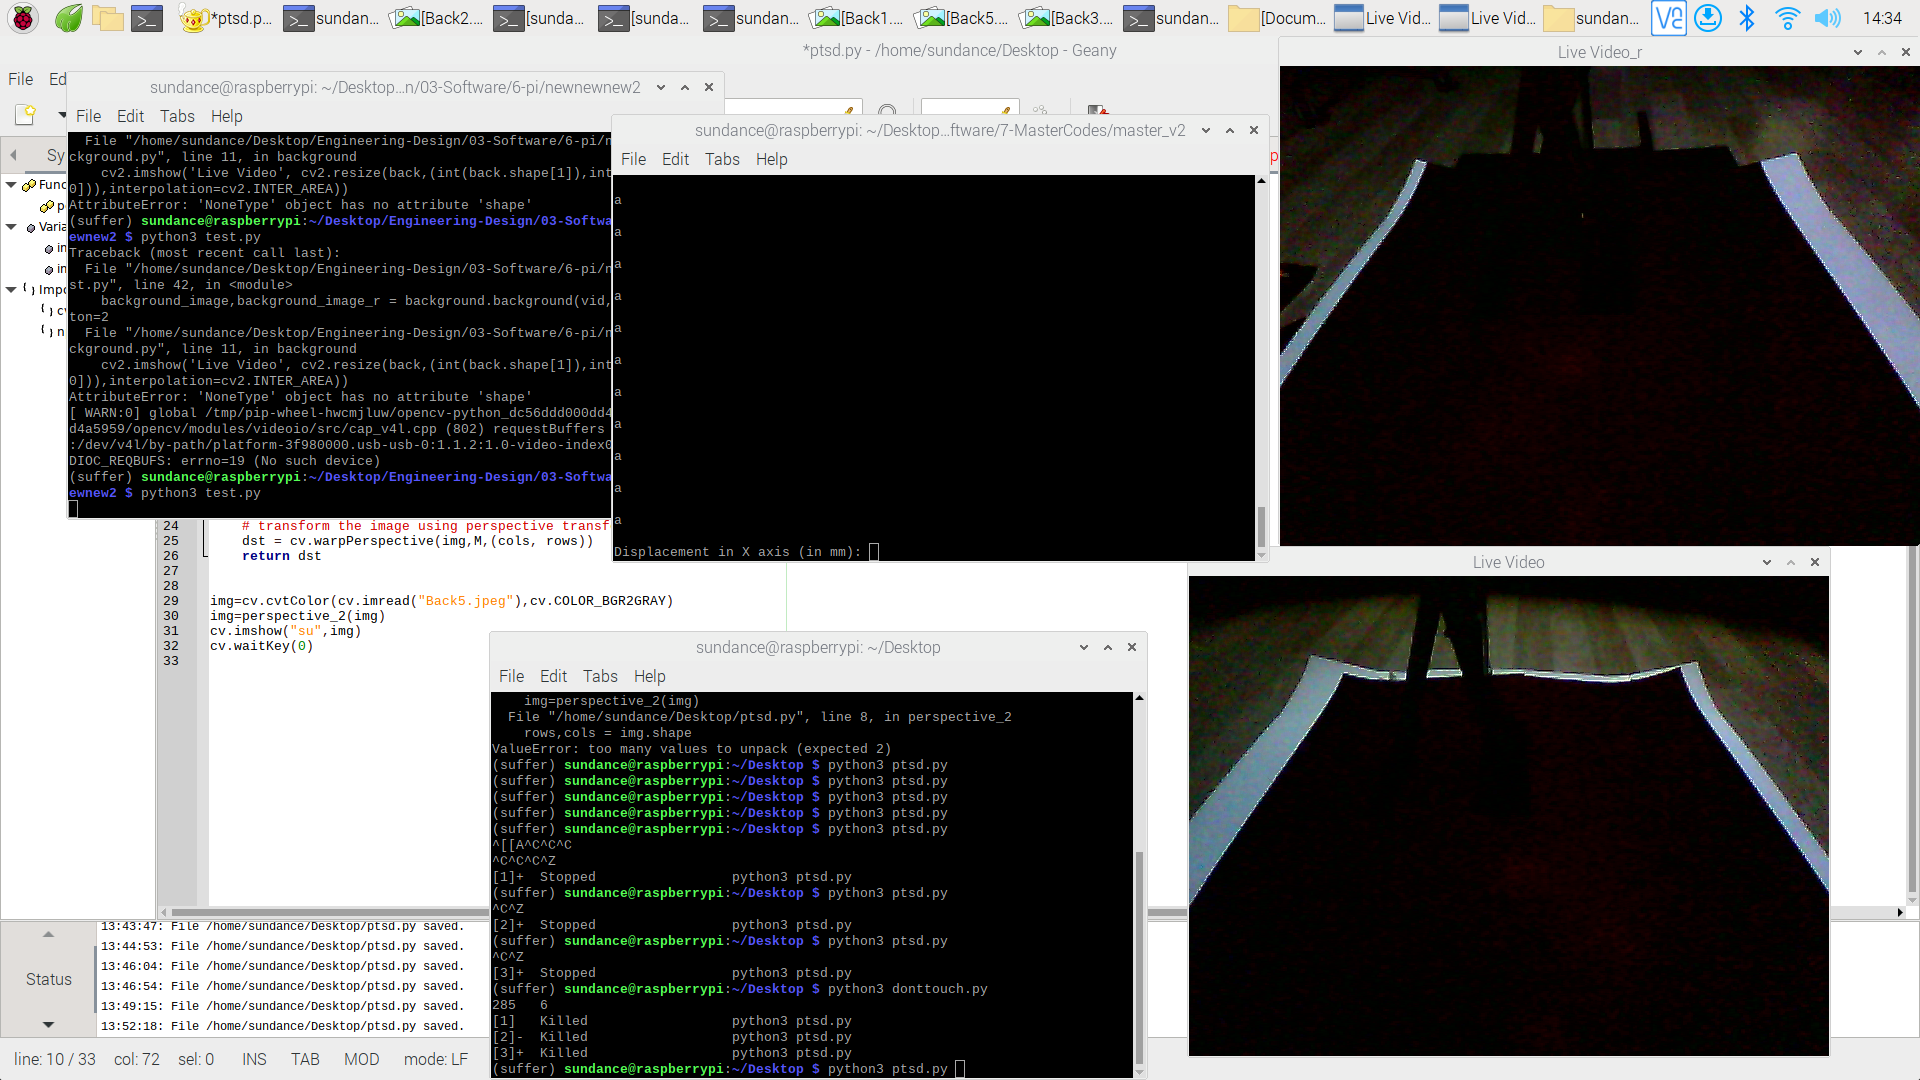 *ptsd.p...
sundan...
[Back2....
[sunda...
[sunda...
sundan...
[Back1....
[Back5....
[Back3....
sundan...
[Docum...
Live Vid...
Live Vid...
sundan...
14:34
*ptsd.py - /home/sundance/Desktop - Geany
File Ed
Sy
Func
p
Varia
in
in
Impo
c
n
sundance@raspberrypi: ~/Desktop...n/03-Software/6-pi/newnewnew2
File Edit Tabs Help
File "/home/sundance/Desktop/Engineering-Design/03-Software/6-pi/n
ckground.py", line 11, in background
cv2.imshow('Live Video', cv2.resize(back,(int(back.shape[1]),int
0])),interpolation=cv2.INTER_AREA))
AttributeError: 'NoneType' object has no attribute 'shape'
(suffer) sundance@raspberrypi:~/Desktop/Engineering-Design/03-Softwa
ewnew2 $ python3 test.py
Traceback (most recent call last):
File "/home/sundance/Desktop/Engineering-Design/03-Software/6-pi/n
st.py", line 42, in <module>
background_image,background_image_r = background.background(vid,
ton=2
File "/home/sundance/Desktop/Engineering-Design/03-Software/6-pi/n
ckground.py", line 11, in background
cv2.imshow('Live Video', cv2.resize(back,(int(back.shape[1]),int
0])),interpolation=cv2.INTER_AREA))
AttributeError: 'NoneType' object has no attribute 'shape'
[ WARN:0] global /tmp/pip-wheel-hwcmjluw/opencv-python_dc56ddd000dd4
d4a5959/opencv/modules/videoio/src/cap_v4l.cpp (802) requestBuffers
:/dev/v4l/by-path/platform-3f980000.usb-usb-0:1.1.2:1.0-video-index0
DIOC_REQBUFS: errno=19 (No such device)
(suffer) sundance@raspberrypi:~/Desktop/Engineering-Design/03-Softwa
ewnew2 $ python3 test.py
sundance@raspberrypi: ~/Desktop...ftware/7-MasterCodes/master_v2
File Edit Tabs Help
a
a
a
a
a
a
a
a
a
a
a
Displacement in X axis (in mm):
p
Live Video_r
Live Video
24 # transform the image using perspective transf
25 dst = cv.warpPerspective(img,M,(cols, rows))
26 return dst
27
28
29 img=cv.cvtColor(cv.imread("Back5.jpeg"),cv.COLOR_BGR2GRAY)
30 img=perspective_2(img)
31 cv.imshow("su",img)
32 cv.waitKey(0)
33
sundance@raspberrypi: ~/Desktop
File Edit Tabs Help
img=perspective_2(img)
File "/home/sundance/Desktop/ptsd.py", line 8, in perspective_2
rows,cols = img.shape
ValueError: too many values to unpack (expected 2)
(suffer) sundance@raspberrypi:~/Desktop $ python3 ptsd.py
(suffer) sundance@raspberrypi:~/Desktop $ python3 ptsd.py
(suffer) sundance@raspberrypi:~/Desktop $ python3 ptsd.py
(suffer) sundance@raspberrypi:~/Desktop $ python3 ptsd.py
(suffer) sundance@raspberrypi:~/Desktop $ python3 ptsd.py
^[[A^C^C^C
^C^C^C^Z
[1]+ Stopped python3 ptsd.py
(suffer) sundance@raspberrypi:~/Desktop $ python3 ptsd.py
^C^Z
[2]+ Stopped python3 ptsd.py
(suffer) sundance@raspberrypi:~/Desktop $ python3 ptsd.py
^C^Z
[3]+ Stopped python3 ptsd.py
(suffer) sundance@raspberrypi:~/Desktop $ python3 donttouch.py
285 6
[1] Killed python3 ptsd.py
[2]- Killed python3 ptsd.py
[3]+ Killed python3 ptsd.py
(suffer) sundance@raspberrypi:~/Desktop $ python3 ptsd.py
Status
13:43:47: File /home/sundance/Desktop/ptsd.py saved.
13:44:53: File /home/sundance/Desktop/ptsd.py saved.
13:46:04: File /home/sundance/Desktop/ptsd.py saved.
13:46:54: File /home/sundance/Desktop/ptsd.py saved.
13:49:15: File /home/sundance/Desktop/ptsd.py saved.
13:52:18: File /home/sundance/Desktop/ptsd.py saved.
line: 10 / 33 col: 72 sel: 0 INS TAB MOD mode: LF